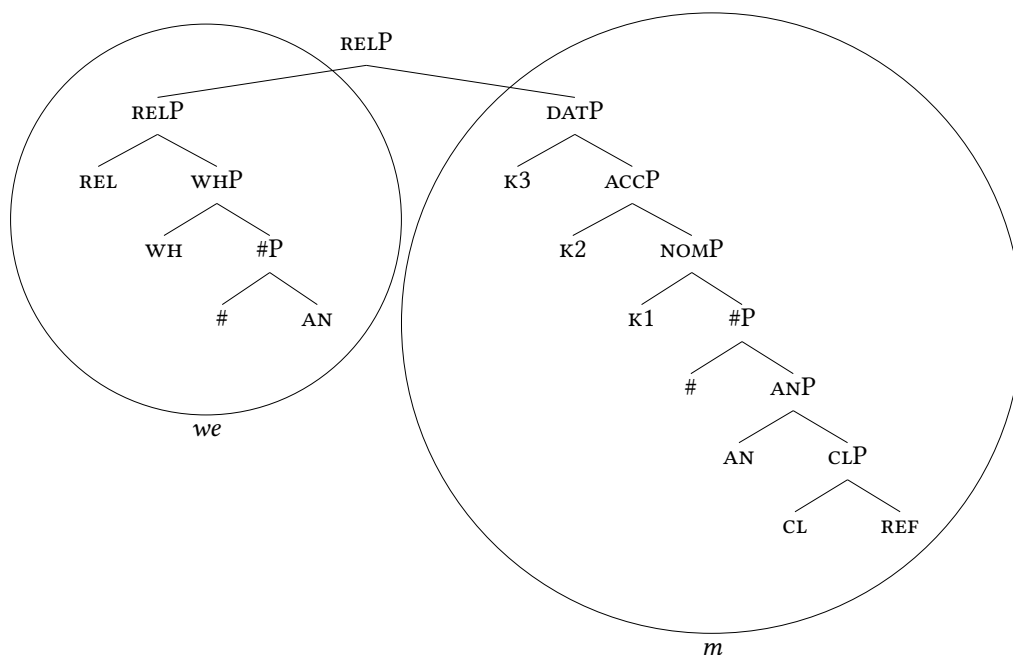 RELP
RELP DATP
REL WHP K3 ACCP
WH #P K2 NOMP
# AN K1 #P
# ANP
we
AN CLP
CL REF
m